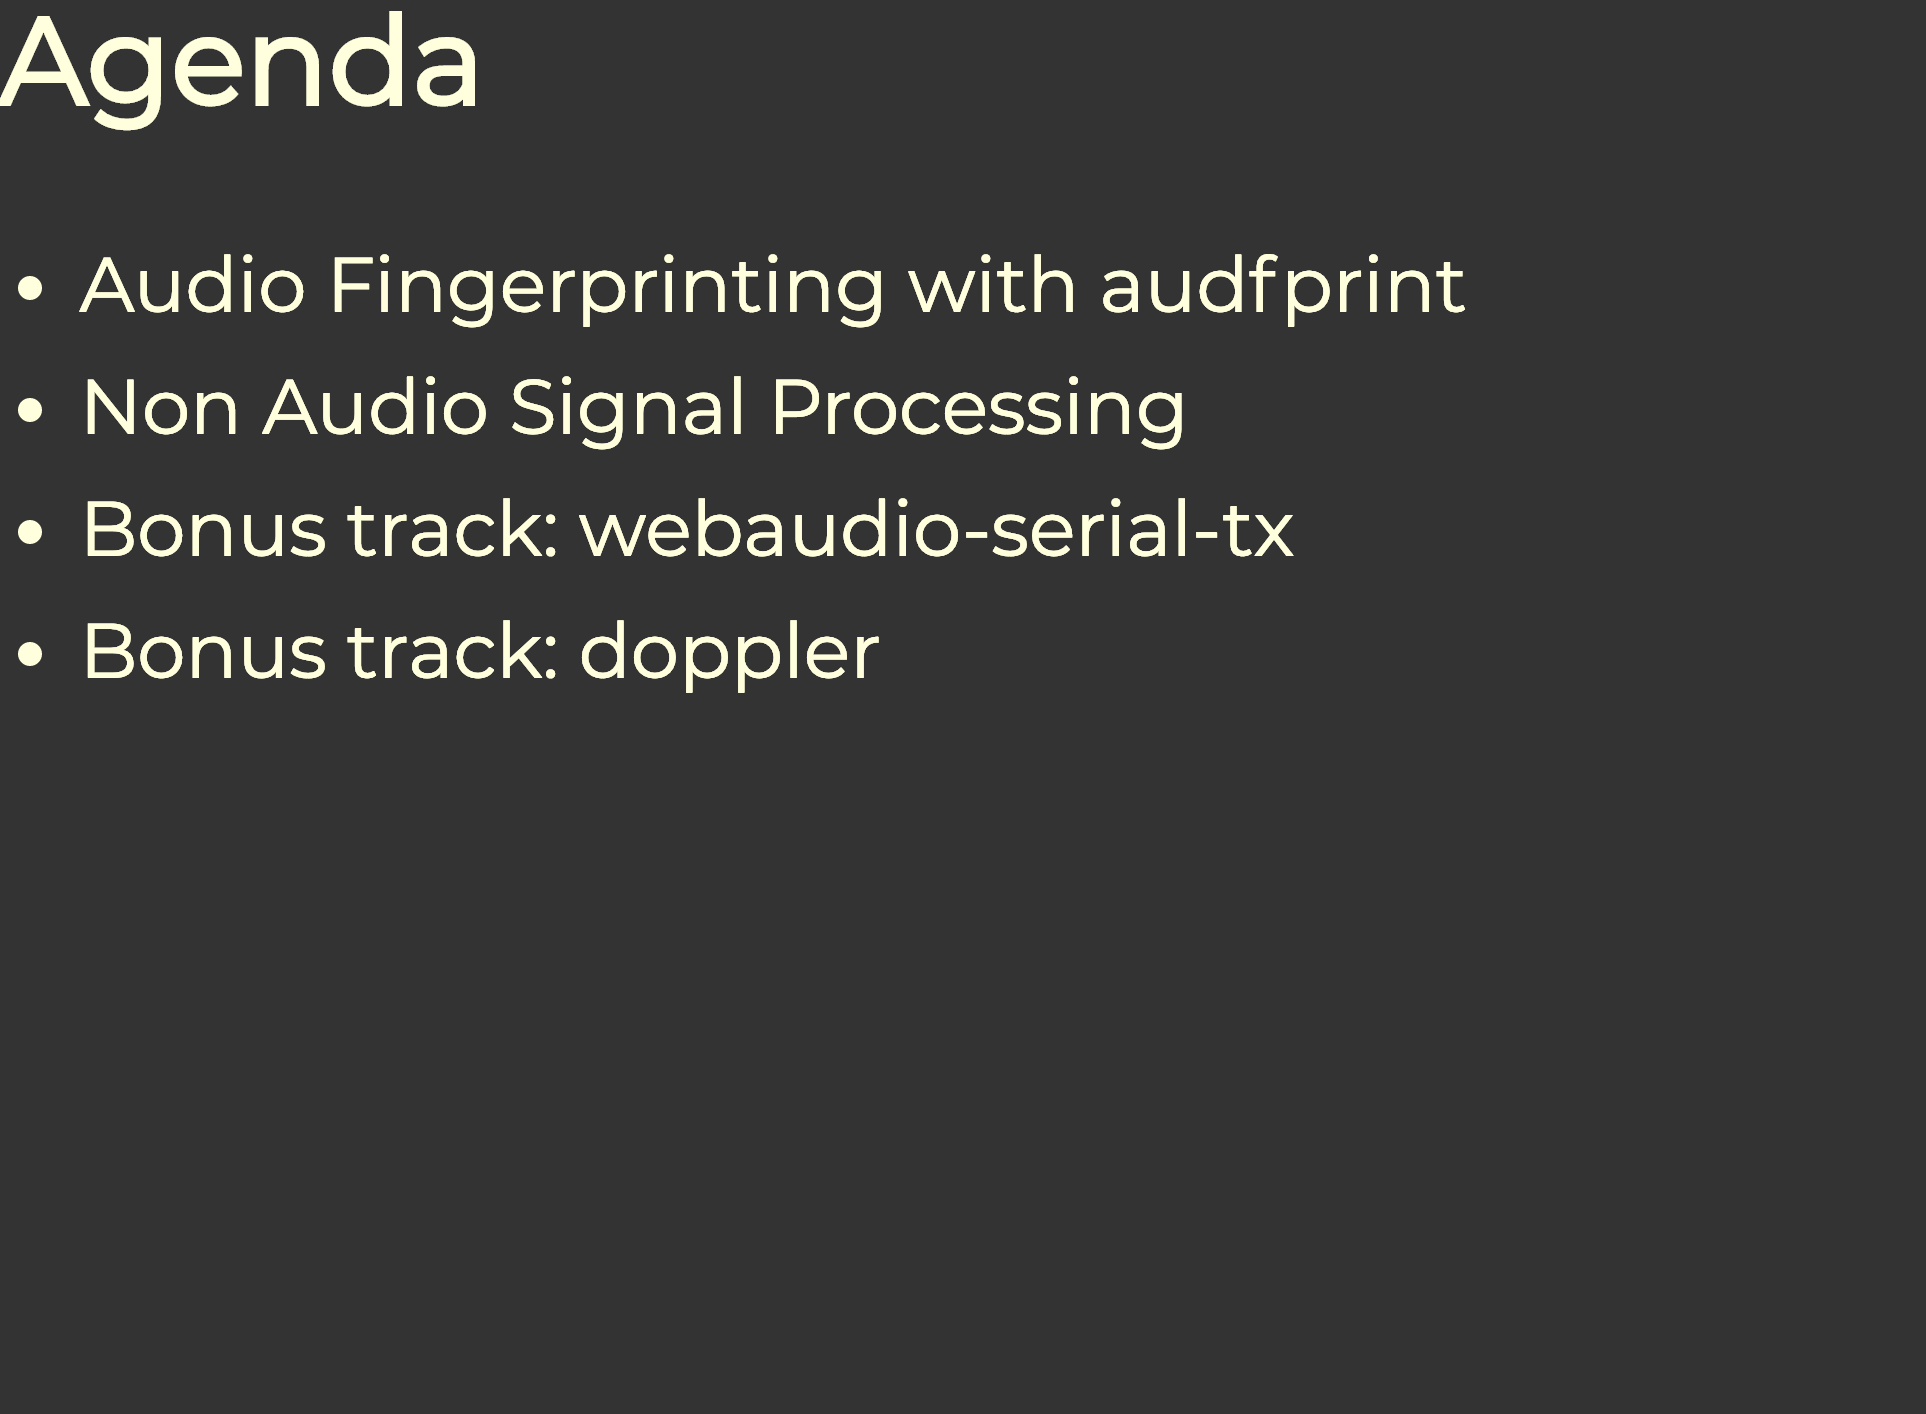 Agenda
• Audio Fingerprinting with audfprint
• Non Audio Signal Processing
• Bonus track: webaudio-serial-tx
• Bonus track: doppler